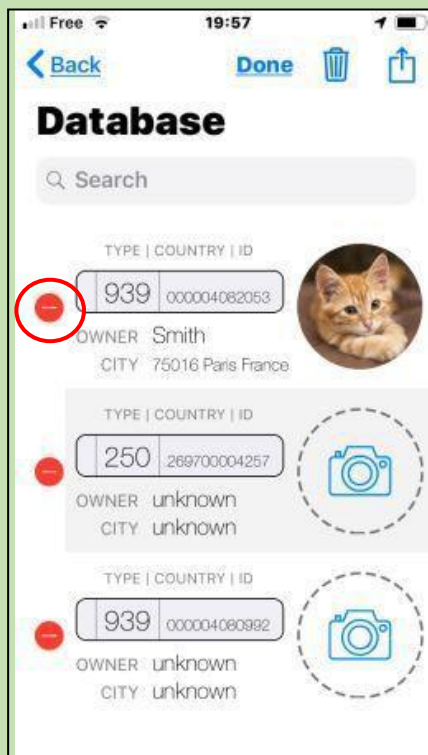 Free 19:57
Back Done
Database
Search
TYPE | COUNTRY | ID
939 000004082053
OWNER Smith
CITY 75016 Paris France
TYPE | COUNTRY | ID
250 269700004257
OWNER unknown
CITY unknown
TYPE | COUNTRY | ID
939 000004080992
OWNER unknown
CITY unknown